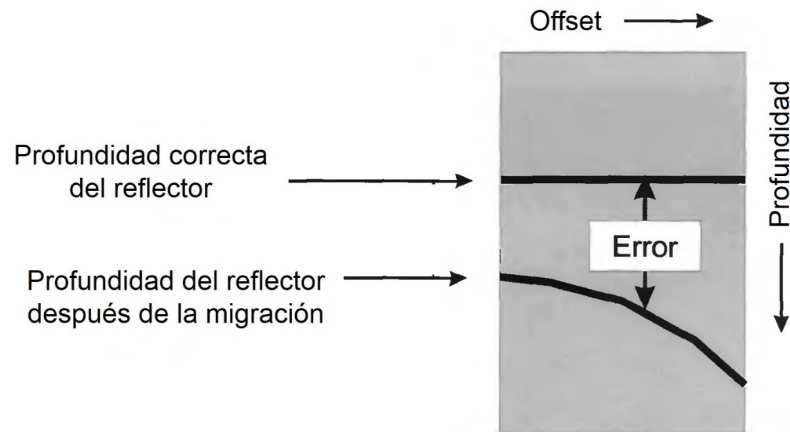 Offset
Profundidad
Profundidad correcta
del reflector
Error
Profundidad del reflector
después de la migración